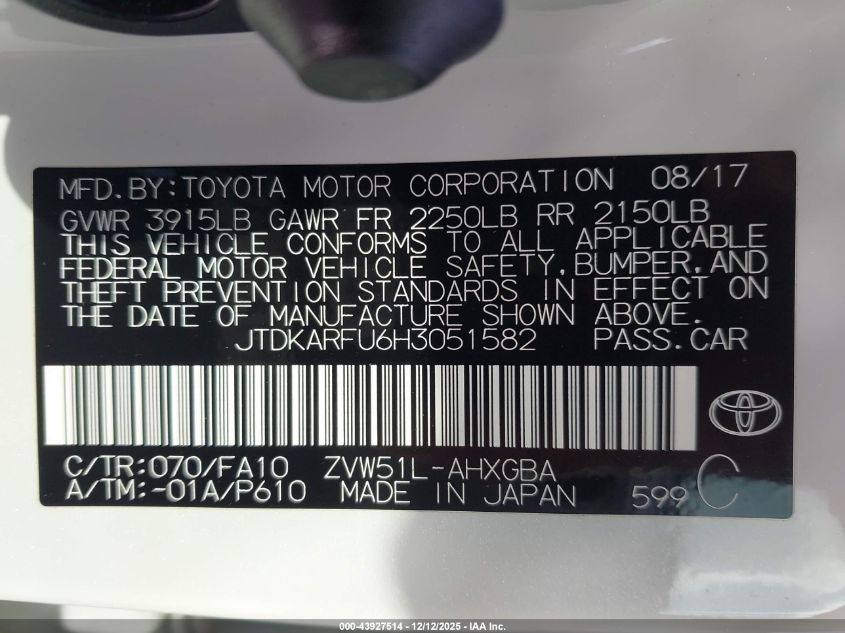 MFD.BY:TOYOTA MOTOR CORPORATION 08/17
GVWR 3915LB GAWR FR 2250LB RR 2150LB
THIS VEHICLE CONFORMS TO ALL APPLICABLE
FEDERAL MOTOR VEHICLE SAFETY,BUMPER,AND
THEFT PREVENTION STANDARDS IN EFFECT ON
THE DATE OF MANUFACTURE SHOWN ABOVE.
JTDKARFU6H3051582 PASS.CAR
C/TR:070/FA10 ZVW51L-AHXGBA
A/TM:-01A/P610 MADE IN JAPAN 599 C
000-43927514 - 12/12/2025 - IAA Inc.